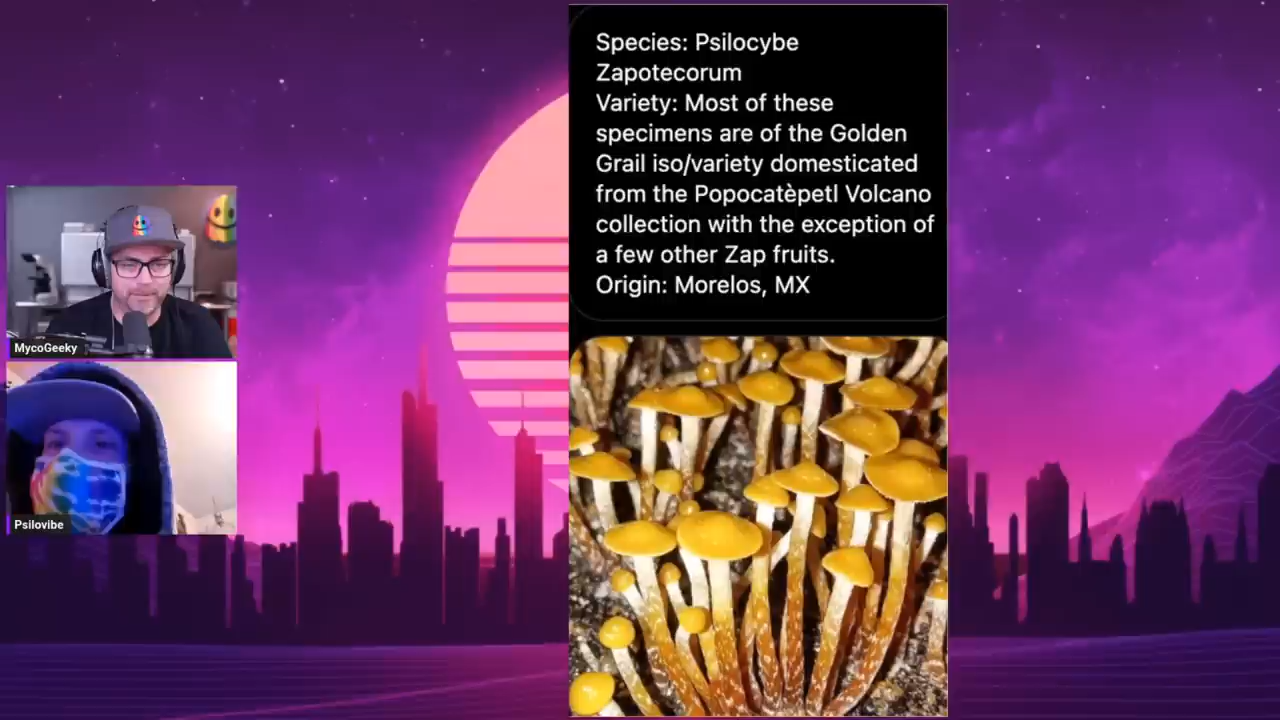 Species: Psilocybe
Zapotecorum
Variety: Most of these
specimens are of the Golden
Grail iso/variety domesticated
from the Popocatèpetl Volcano
collection with the exception of
a few other Zap fruits.
Origin: Morelos, MX
MycoGeeky
Psilovibe